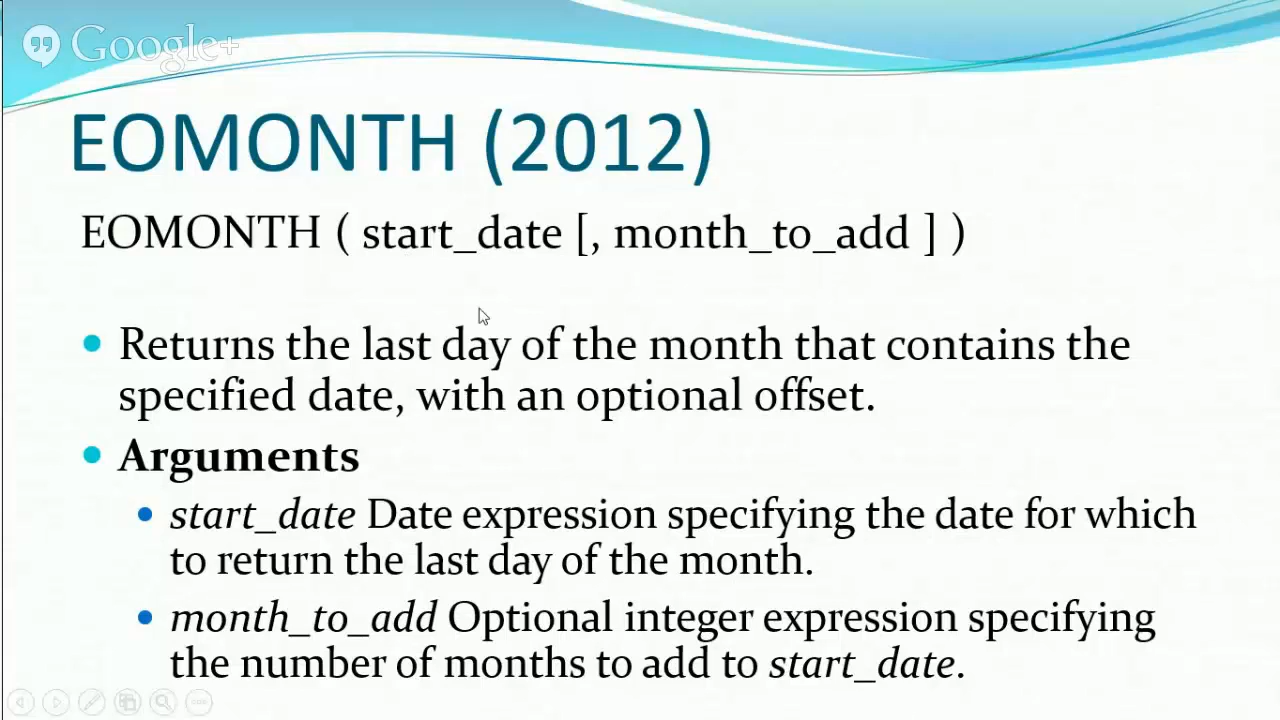 Google+
EOMONTH (2012)
EOMONTH ( start_date [, month_to_add ] )
Returns the last day of the month that contains the
specified date, with an optional offset.
Arguments
start_date Date expression specifying the date for which
to return the last day of the month.
month_to_add Optional integer expression specifying
the number of months to add to start_date.